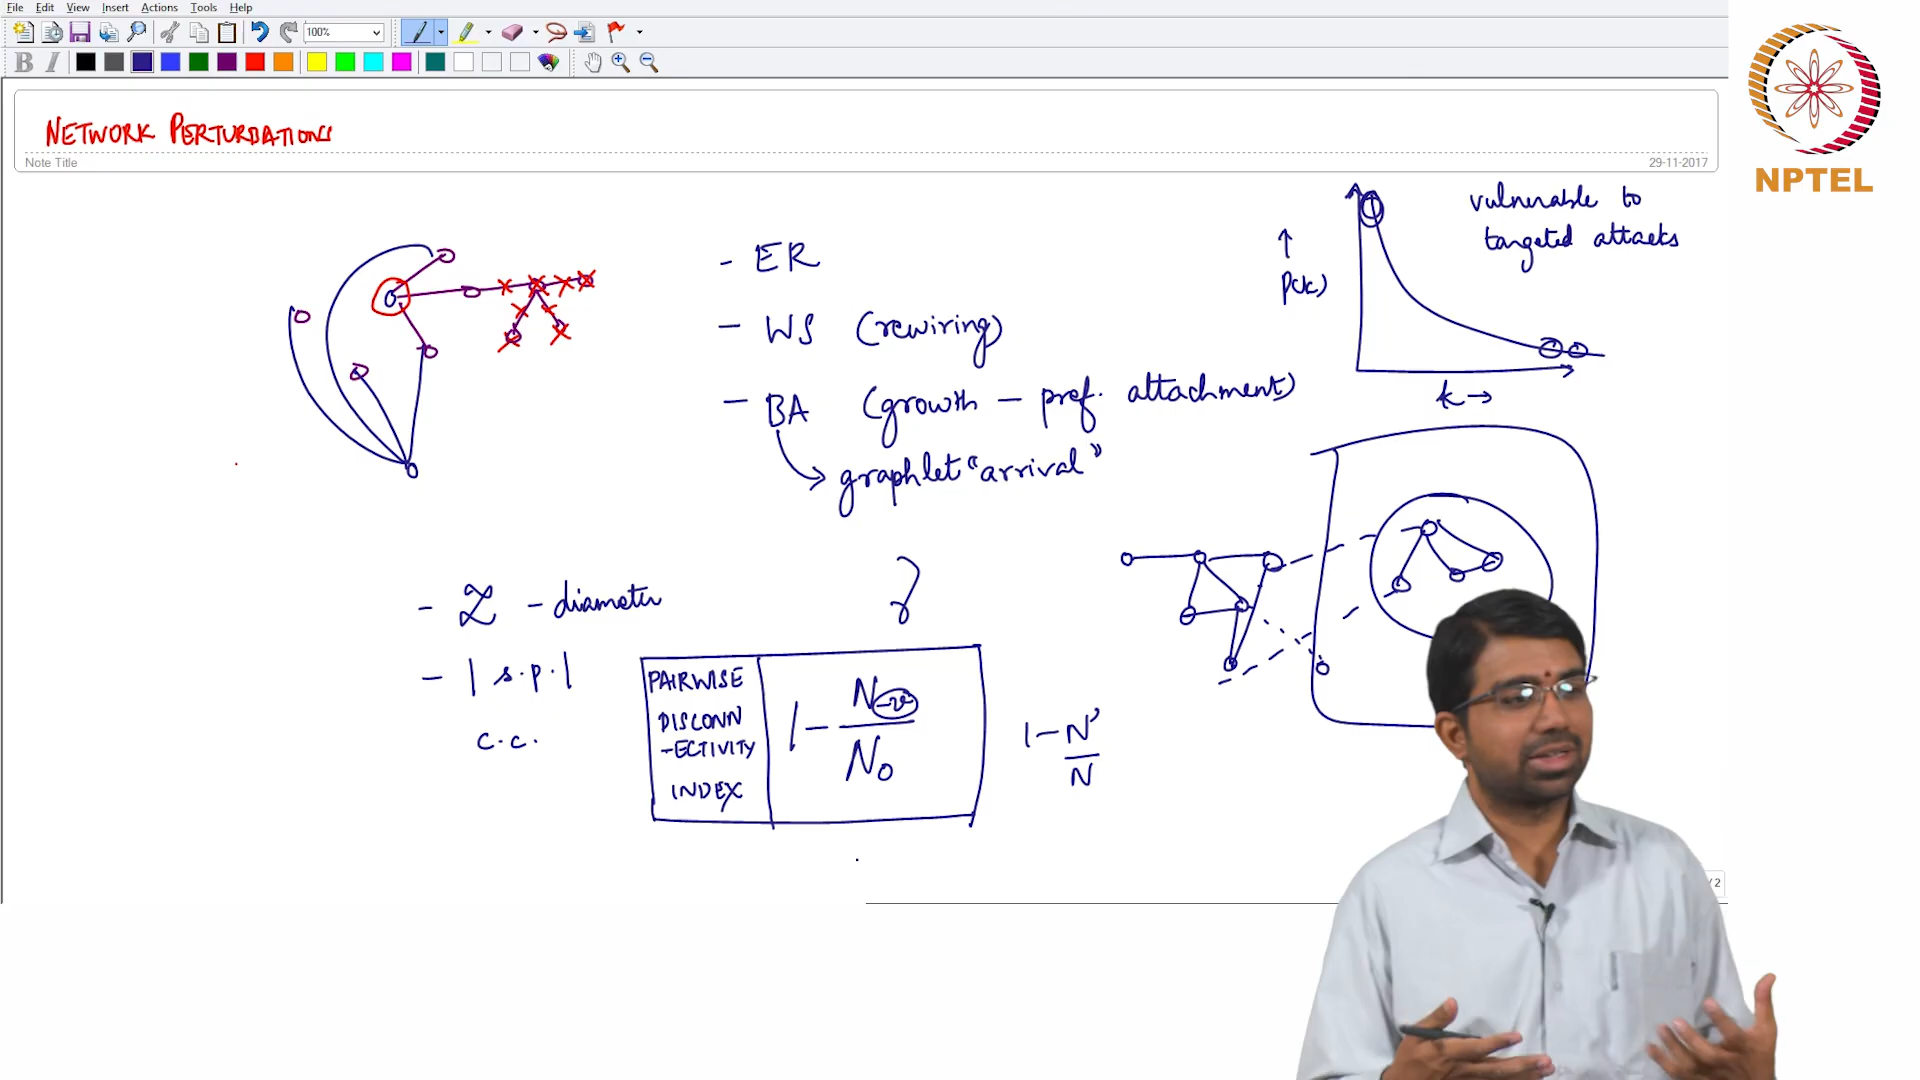 File Edit View Insert Actions Tools Help
100%
B I
NETWORK PERTURBATIONS
Note Title
29-11-2017
NPTEL
vulnerable to
targeted attacks
P(k)
k →
- ER
- WS (rewiring)
- BA (growth - pref. attachment)
graphlet "arrival"
- diameter
- | s.p. |
c.c.
PAIRWISE
DISCONN
-ECTIVITY
INDEX
1 - N-v / N0
1 - N' / N
/ 2